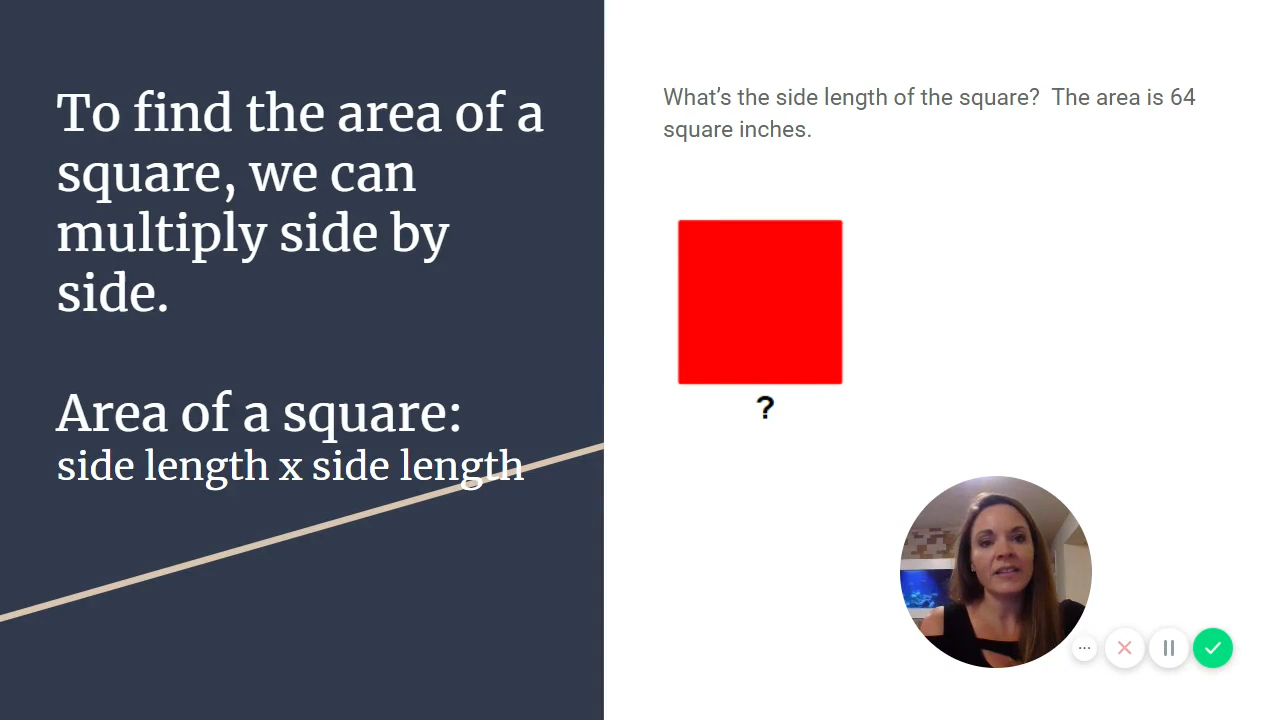 To find the area of a
square, we can
multiply side by
side.
Area of a square:
side length x side length
What’s the side length of the square?  The area is 64
square inches.
?